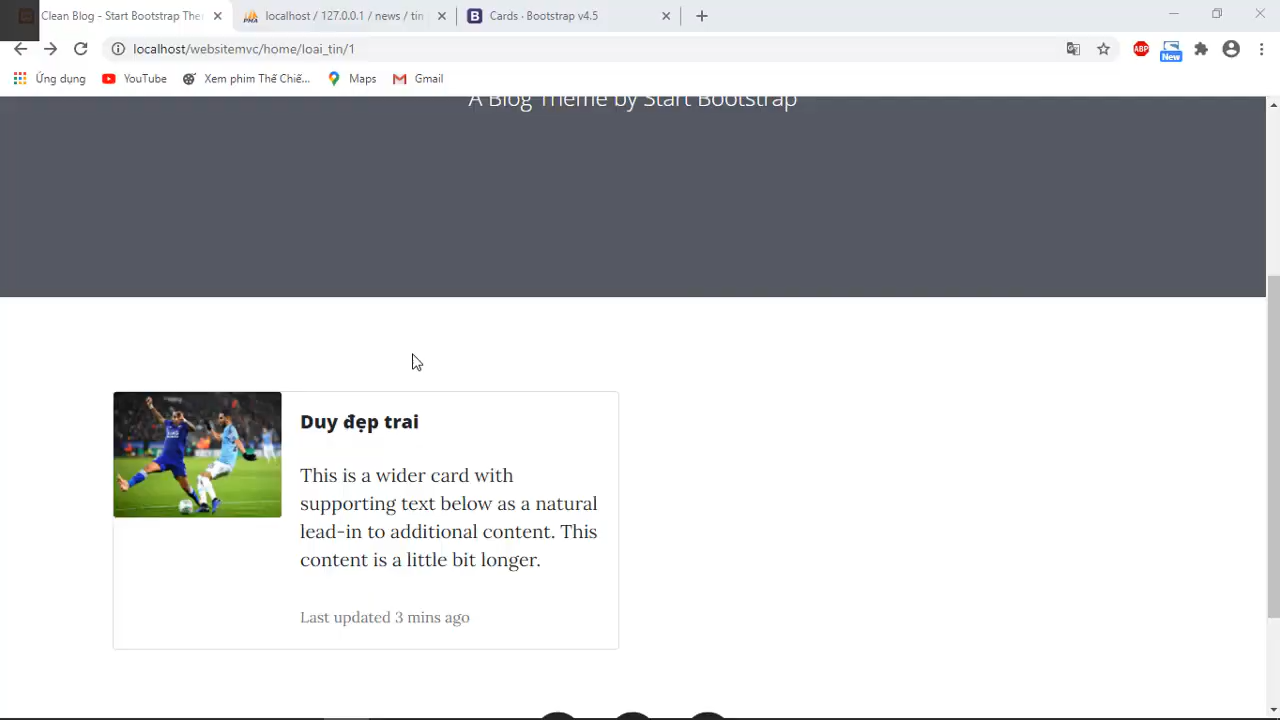 Clean Blog - Start Bootstrap The
localhost / 127.0.0.1 / news / tin
Cards · Bootstrap v4.5
localhost/websitemvc/home/loai_tin/1
ABP
New
Ứng dụng
YouTube
Xem phim Thế Chiế...
Maps
Gmail
A Blog Theme by Start Bootstrap
Duy đẹp trai
This is a wider card with
supporting text below as a natural
lead-in to additional content. This
content is a little bit longer.
Last updated 3 mins ago